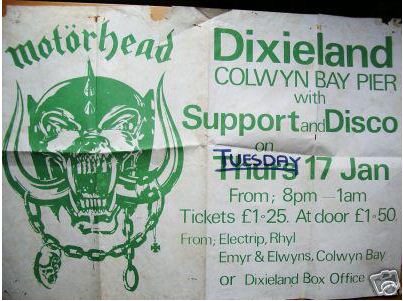 motörhead
Dixieland
COLWYN BAY PIER
with
Support and Disco
on
TUESDAY
Thurs 17 Jan
From; 8pm — 1am
Tickets £1·25. At door £1·50.
From; Electrip, Rhyl
Emyr & Elwyns, Colwyn Bay
or Dixieland Box Office